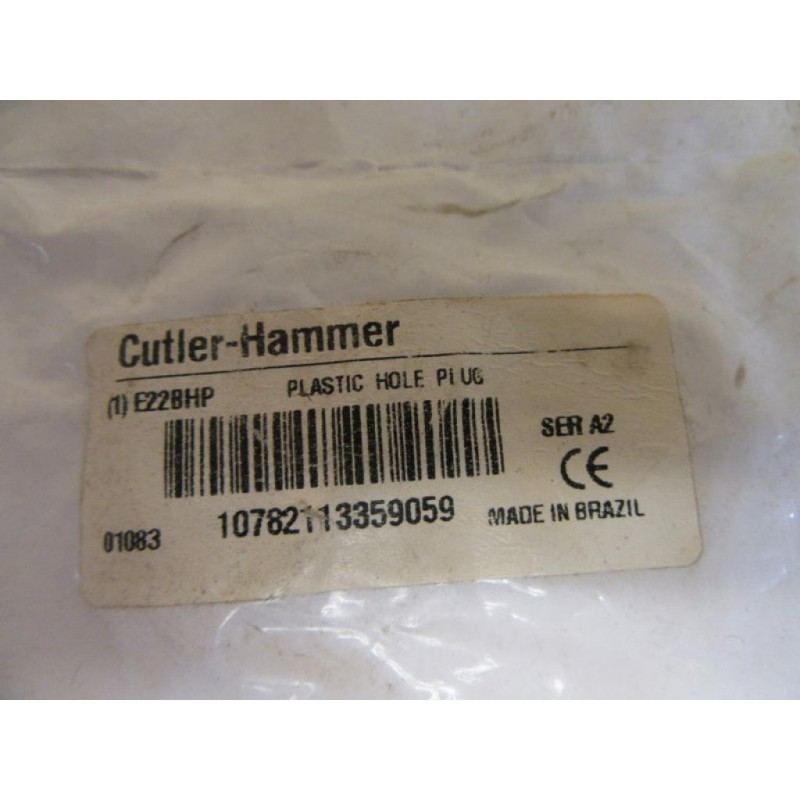 Cutler-Hammer
(1) E22BHP PLASTIC HOLE PLUG
SER A2
CE
01083 10782113359059 MADE IN BRAZIL